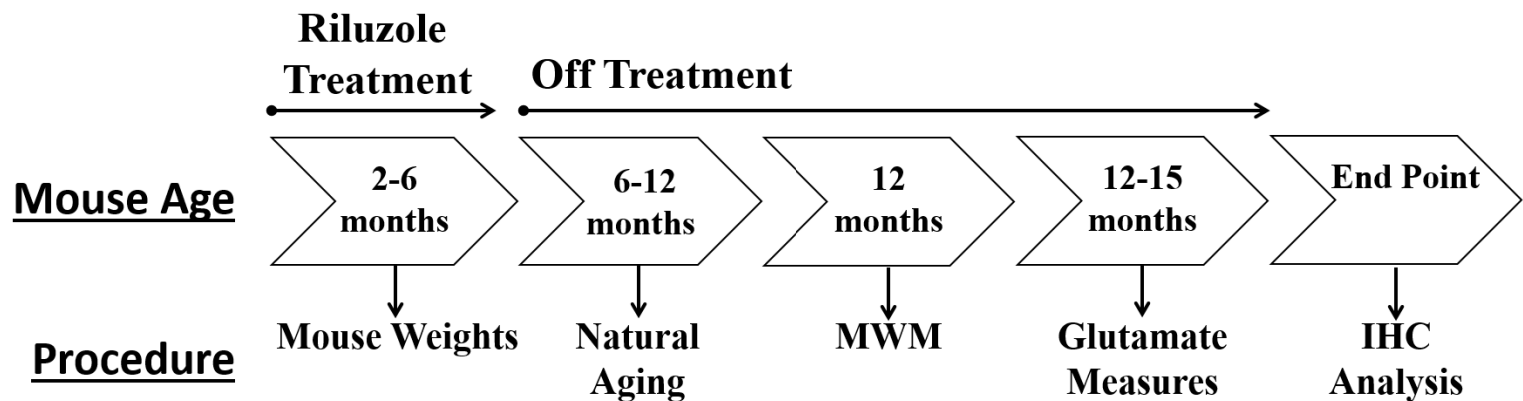 Riluzole
Treatment
Off Treatment
Mouse Age
2-6
months
6-12
months
12
months
12-15
months
End Point
Procedure
Mouse Weights
Natural
Aging
MWM
Glutamate
Measures
IHC
Analysis